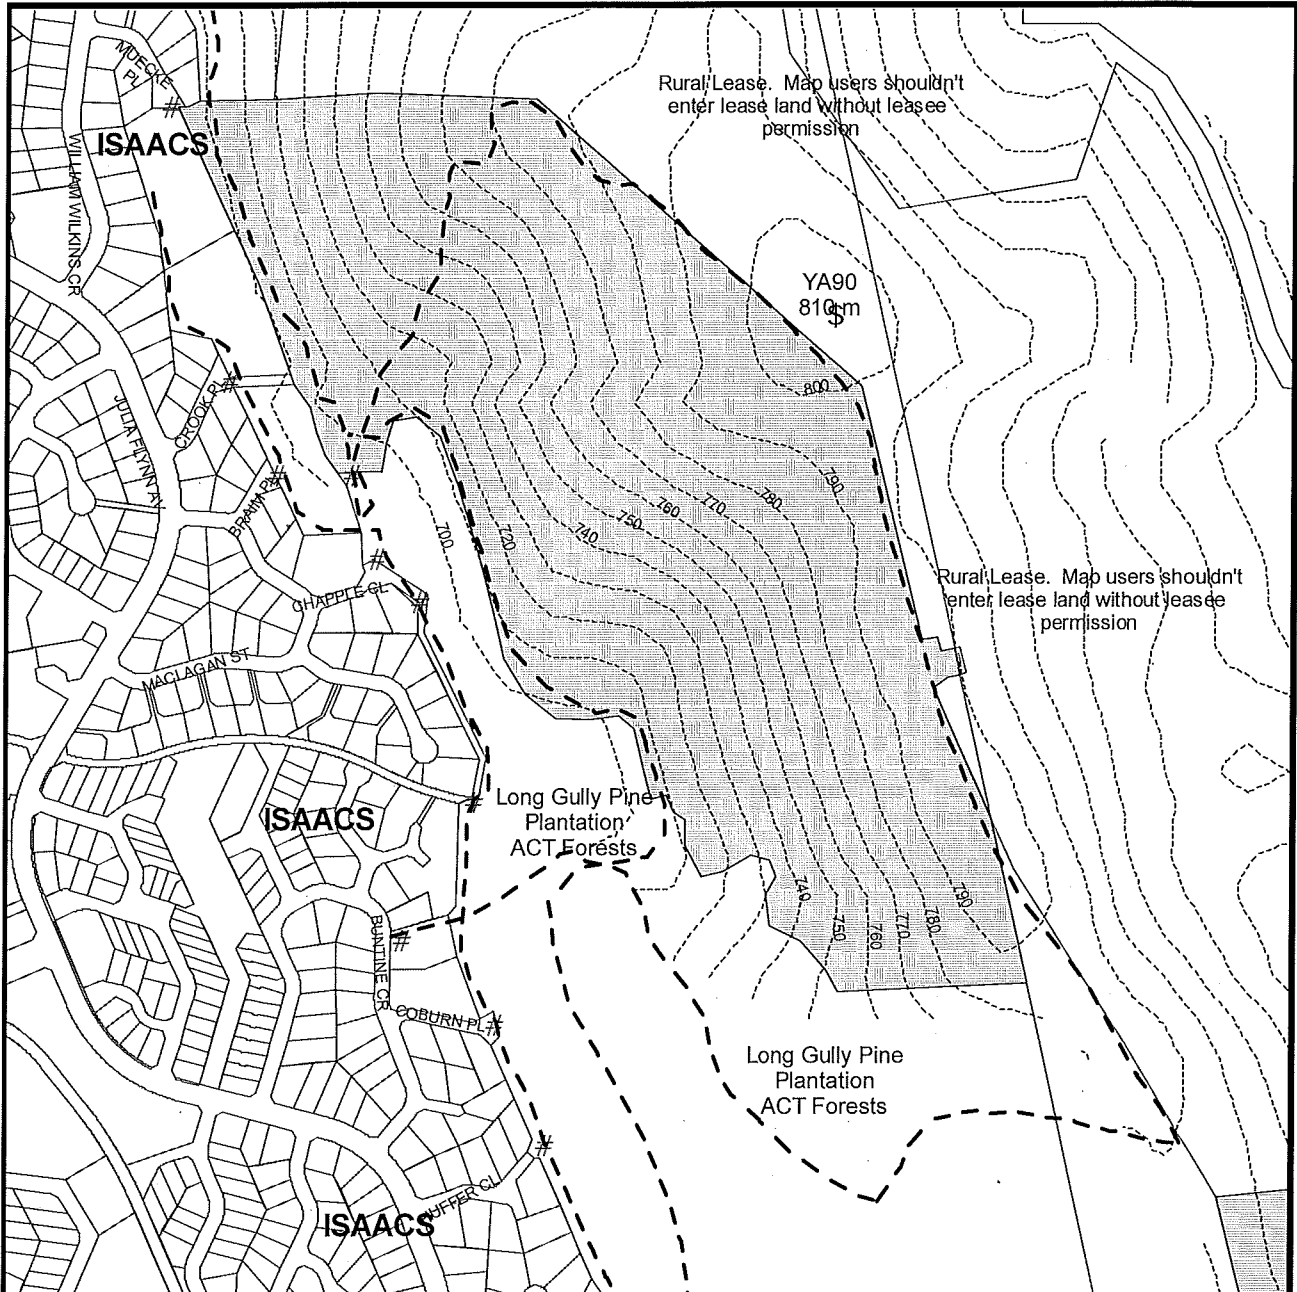 MUECKE
PL
Rural Lease. Map users shouldn't
enter lease land without leasee
permission
ISAACS
WILLIAM WILKINS CR
YA90
810 m
$
800
CROOK PL
JULIA FLYNN AV
790
780
770
760
750
740
720
700
BRAIM PL
Rural Lease. Map users shouldn't
enter lease land without leasee
permission
CHAPPLE CL
MACLAGAN ST
Long Gully Pine
Plantation
ACT Forests
ISAACS
740
750
760
770
780
790
BUNTINE CR
COBURN PL
Long Gully Pine
Plantation
ACT Forests
ISAACS